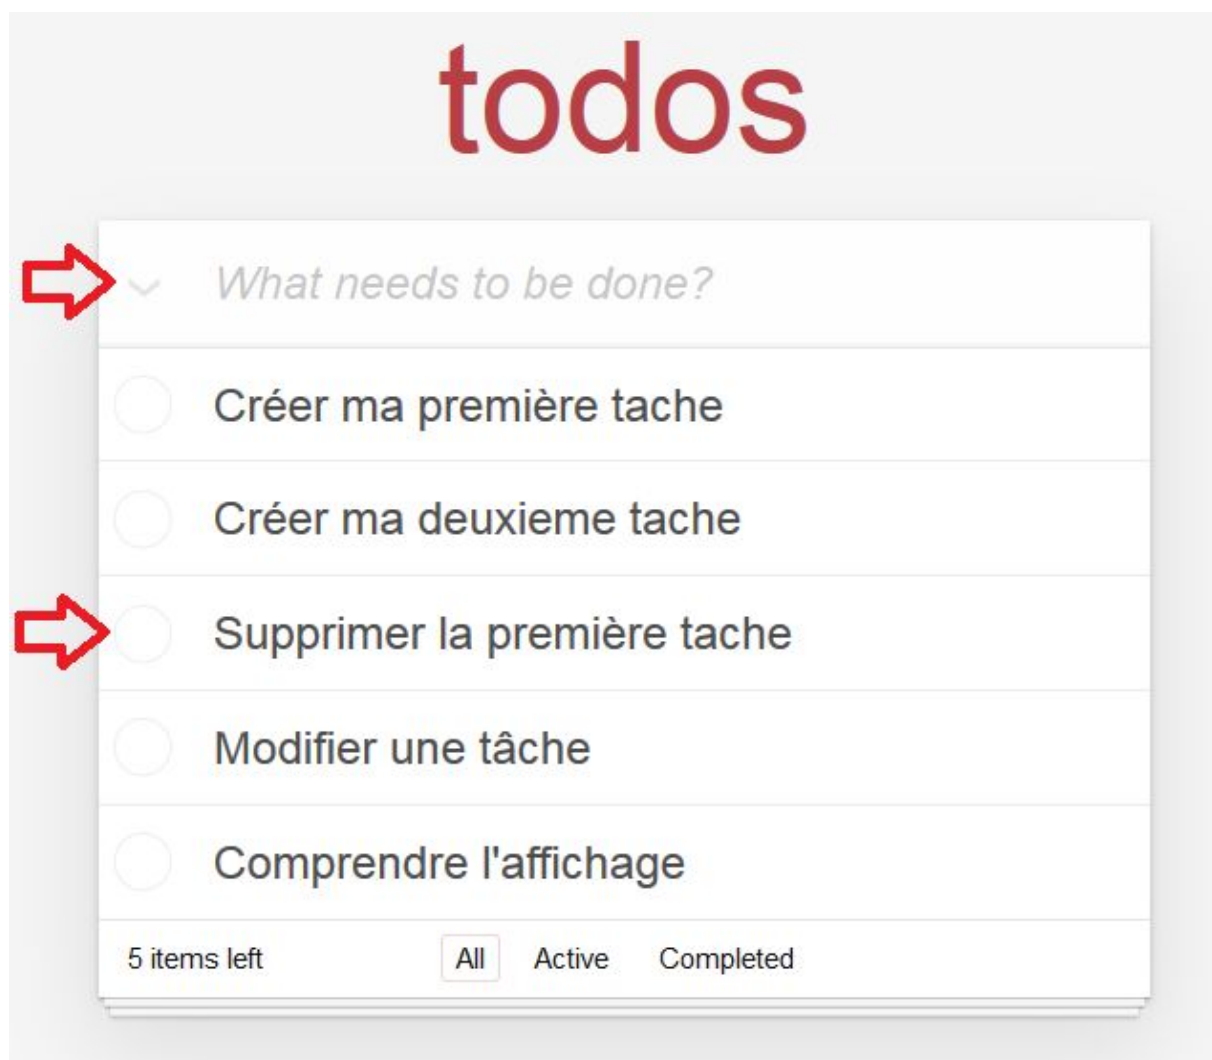 todos
What needs to be done?
Créer ma première tache
Créer ma deuxieme tache
Supprimer la première tache
Modifier une tâche
Comprendre l'affichage
5 items left All Active Completed